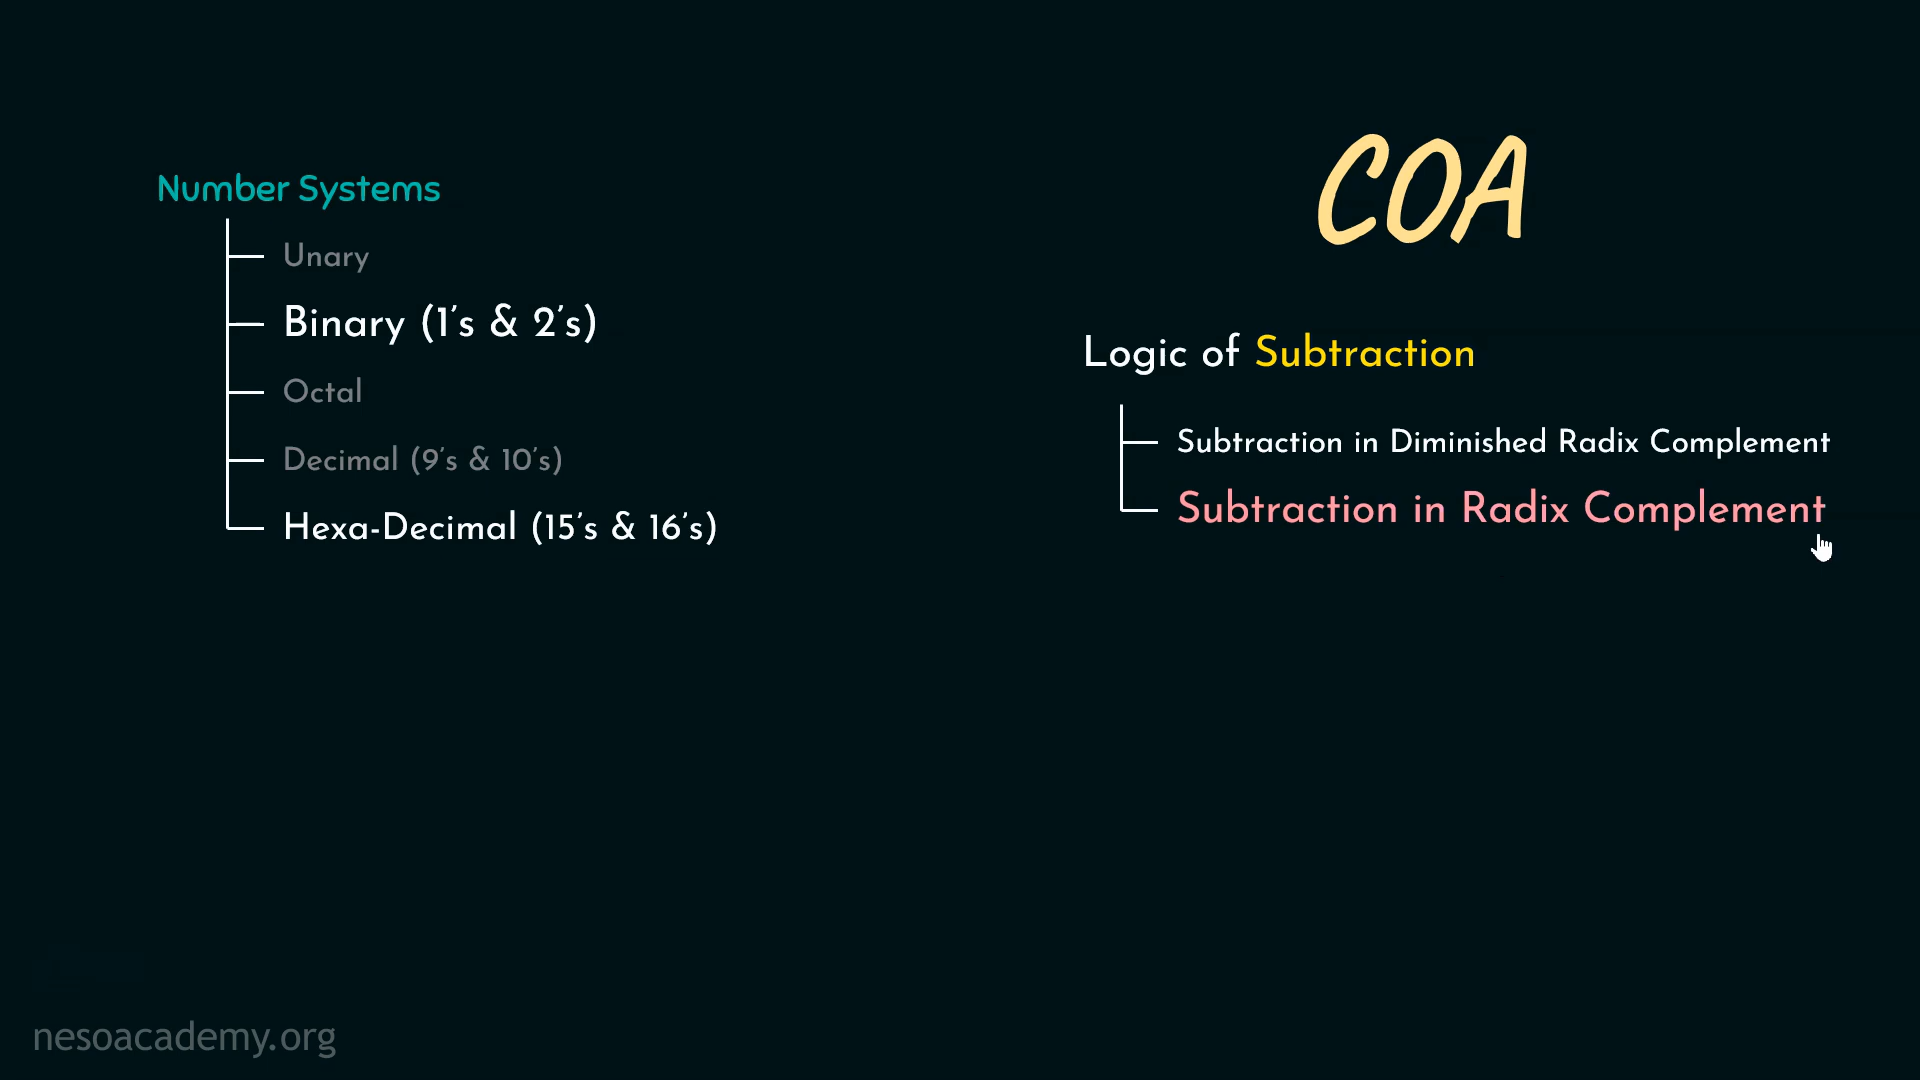 Number Systems
Unary
Binary (1's & 2's)
Octal
Decimal (9's & 10's)
Hexa-Decimal (15's & 16's)
COA
Logic of Subtraction
Subtraction in Diminished Radix Complement
Subtraction in Radix Complement
nesoacademy.org